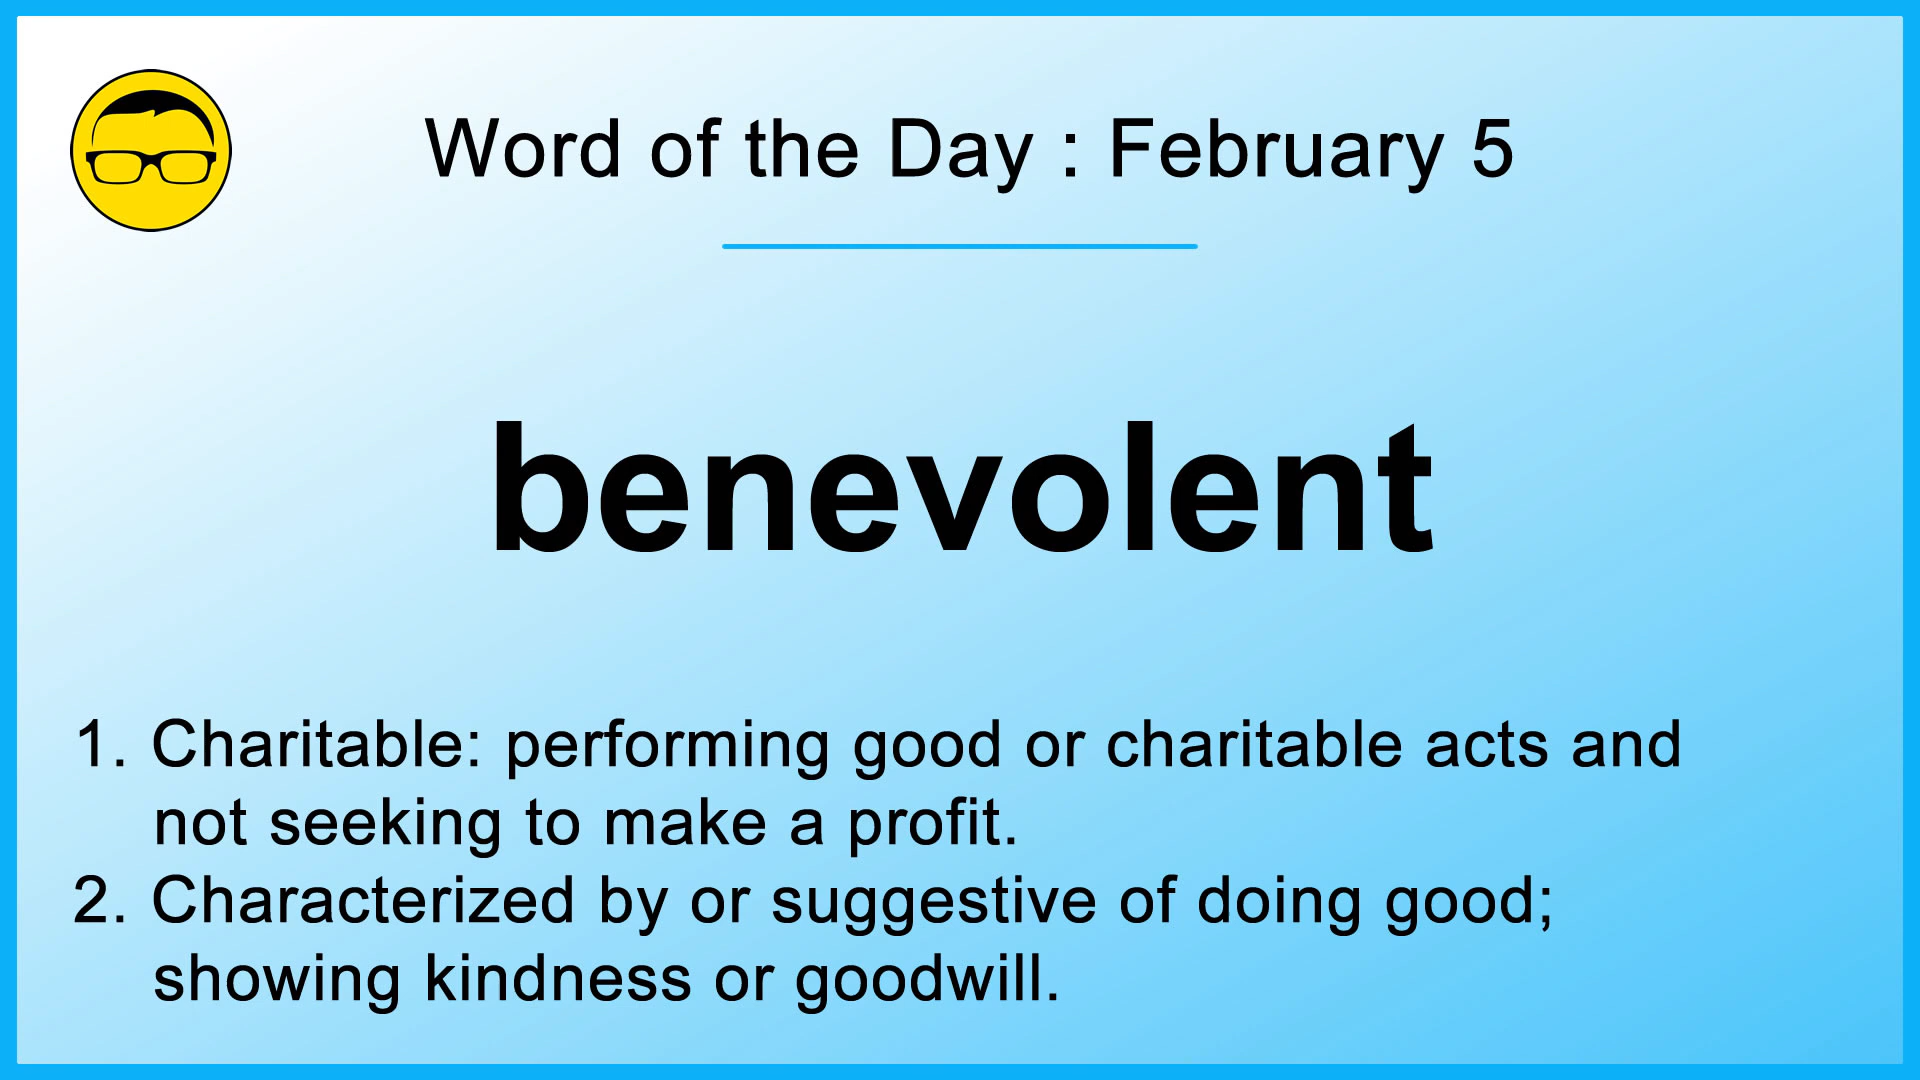 Word of the Day : February 5
benevolent
1. Charitable: performing good or charitable acts and
not seeking to make a profit.
2. Characterized by or suggestive of doing good;
showing kindness or goodwill.